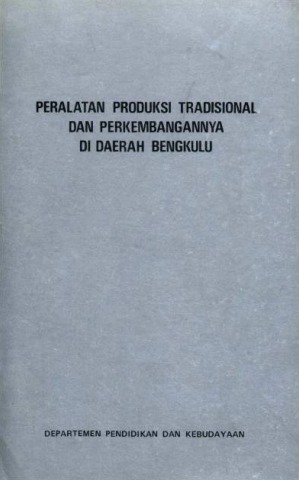 PERALATAN PRODUKSI TRADISIONAL
DAN PERKEMBANGANNYA
DI DAERAH BENGKULU
DEPARTEMEN PENDIDIKAN DAN KEBUDAYAAN